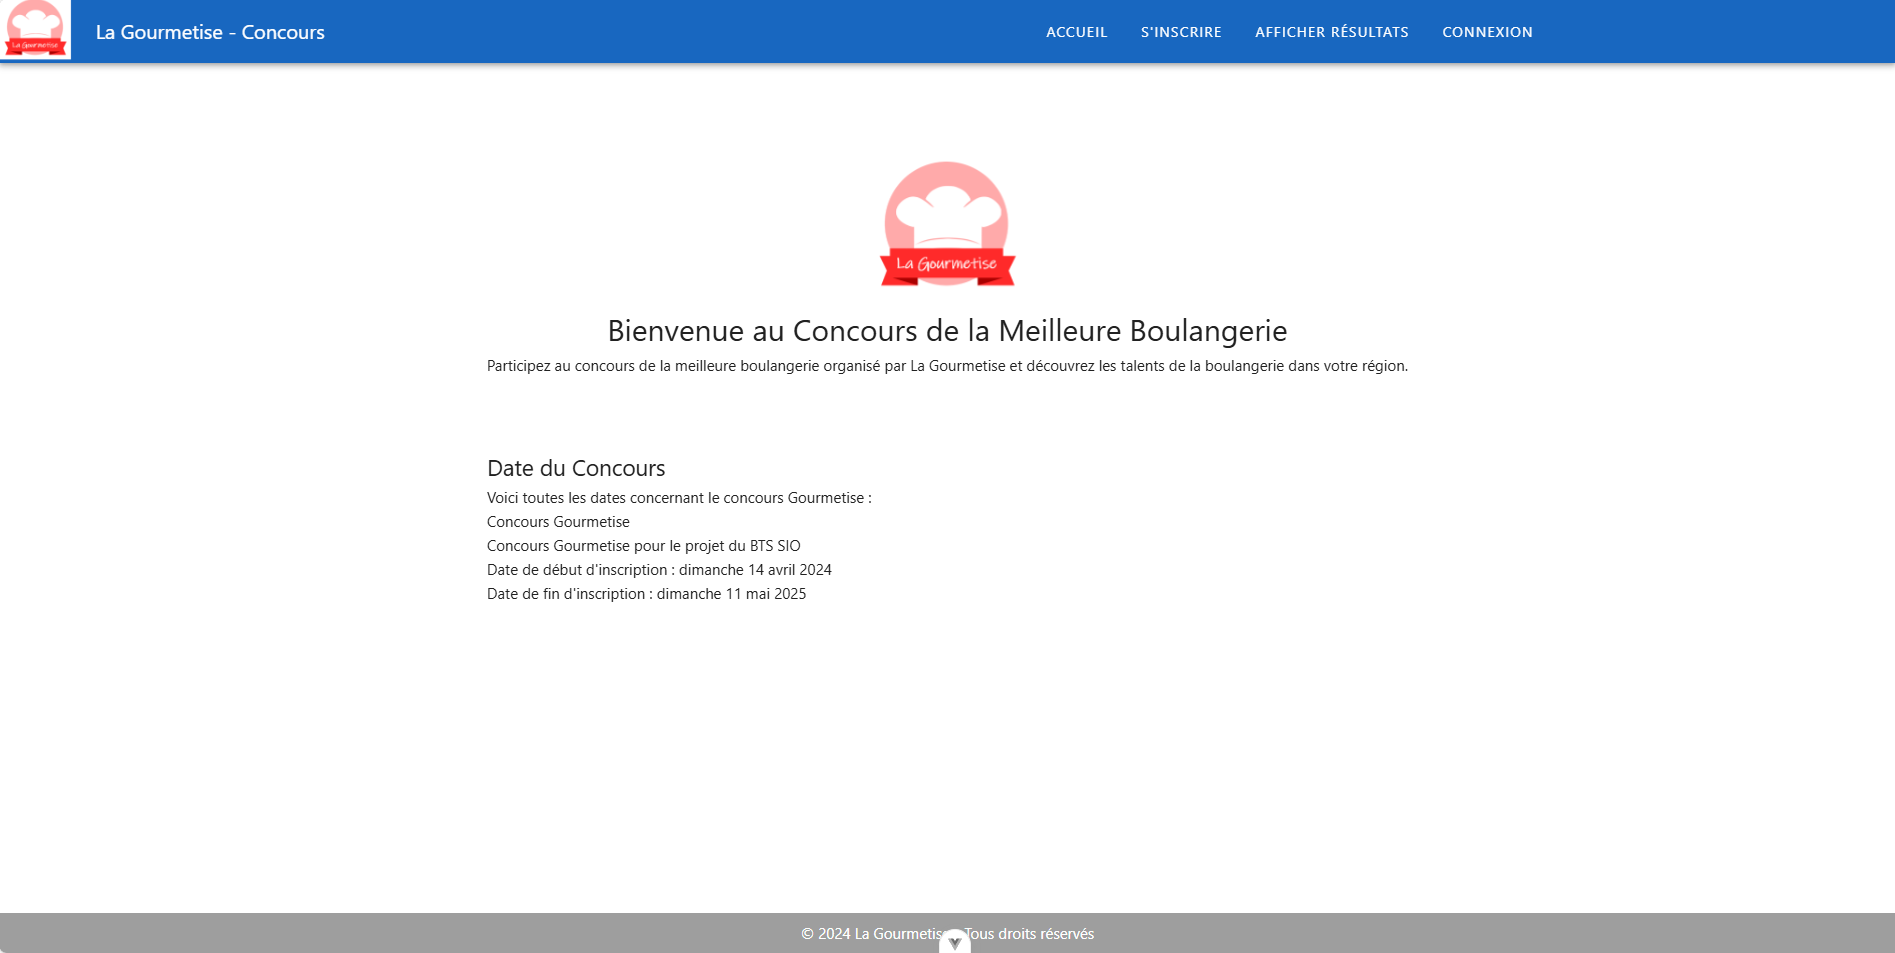 La Gourmetise
La Gourmetise - Concours
ACCUEIL
S'INSCRIRE
AFFICHER RÉSULTATS
CONNEXION
La Gourmetise
Bienvenue au Concours de la Meilleure Boulangerie
Participez au concours de la meilleure boulangerie organisé par La Gourmetise et découvrez les talents de la boulangerie dans votre région.
Date du Concours
Voici toutes les dates concernant le concours Gourmetise :
Concours Gourmetise
Concours Gourmetise pour le projet du BTS SIO
Date de début d'inscription : dimanche 14 avril 2024
Date de fin d'inscription : dimanche 11 mai 2025
© 2024 La Gourmetise Tous droits réservés